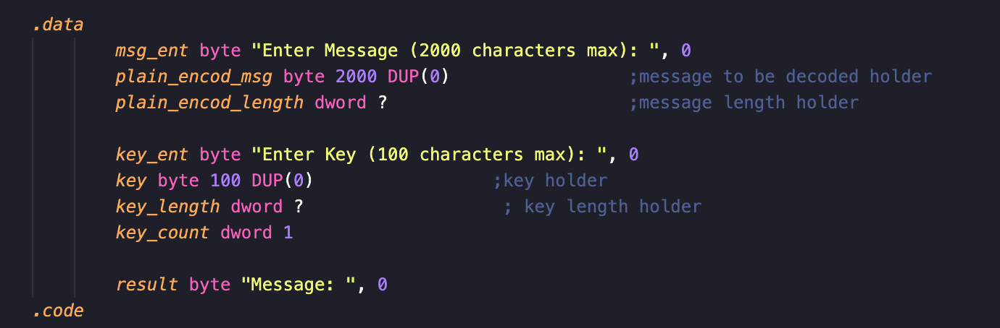 .data
msg_ent byte "Enter Message (2000 characters max): ", 0
plain_encod_msg byte 2000 DUP(0) ;message to be decoded holder
plain_encod_length dword ? ;message length holder
key_ent byte "Enter Key (100 characters max): ", 0
key byte 100 DUP(0) ;key holder
key_length dword ? ; key length holder
key_count dword 1
result byte "Message: ", 0
.code